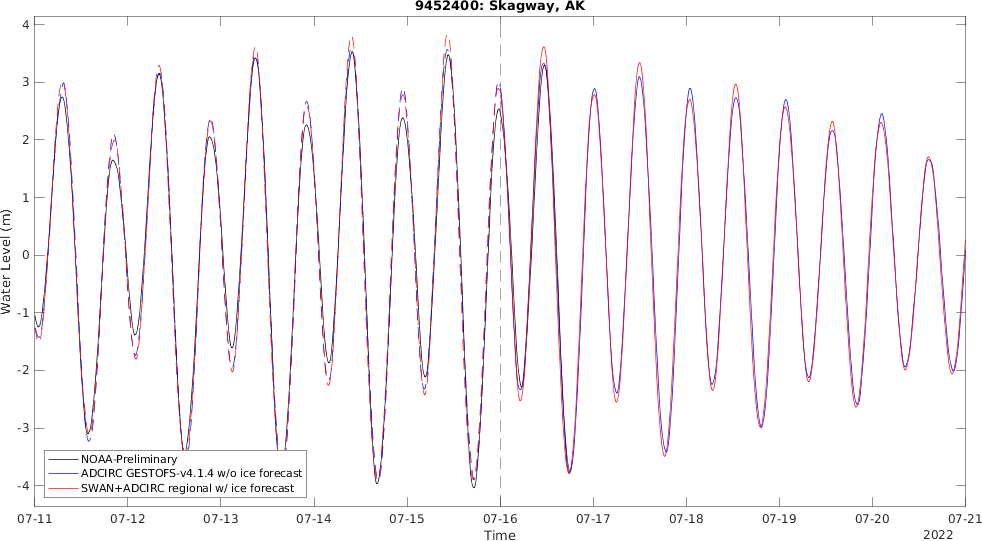 9452400: Skagway, AK
4
3
2
1
0
-1
-2
-3
-4
Water Level (m)
NOAA-Preliminary
ADCIRC GESTOFS-v4.1.4 w/o ice forecast
SWAN+ADCIRC regional w/ ice forecast
07-11 07-12 07-13 07-14 07-15 07-16 07-17 07-18 07-19 07-20 07-21
Time
2022